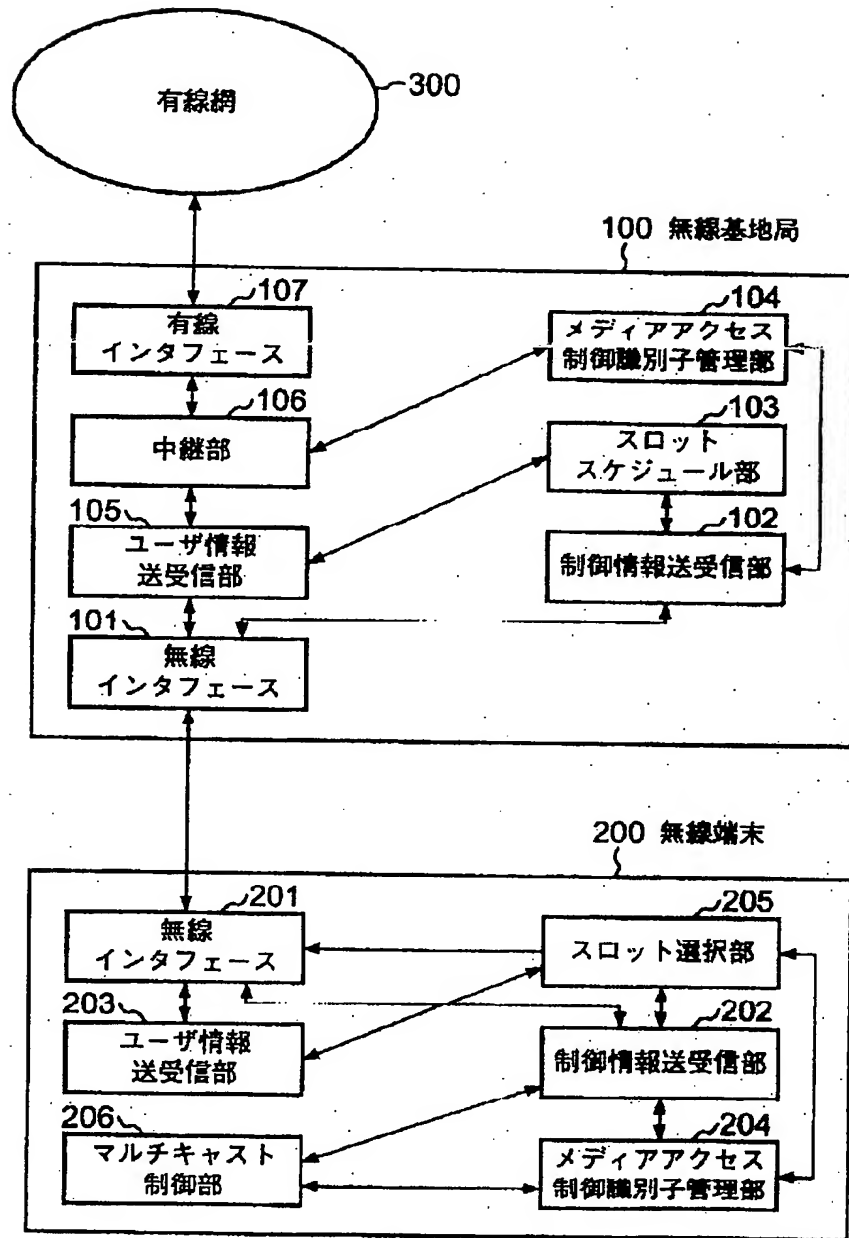 有線網
300
100 無線基地局
107
有線
インタフェース
104
メディアアクセス
制御識別子管理部
106
中継部
103
スロット
スケジュール部
105
ユーザ情報
送受信部
102
制御情報送受信部
101
無線
インタフェース
200 無線端末
201
無線
インタフェース
205
スロット選択部
203
ユーザ情報
送受信部
202
制御情報送受信部
206
マルチキャスト
制御部
204
メディアアクセス
制御識別子管理部